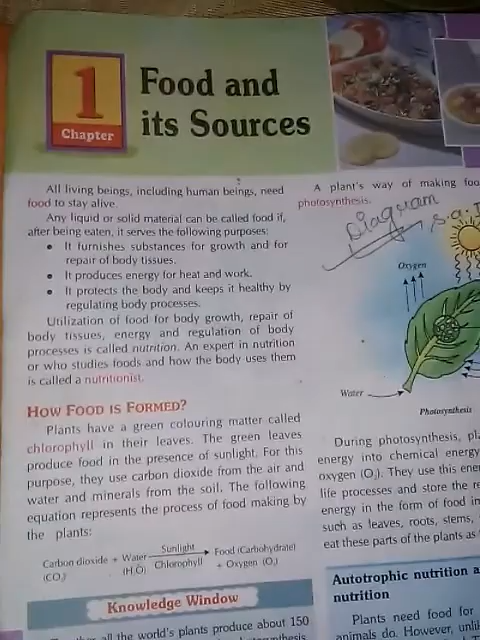 1
Chapter
Food and
its Sources
All living beings, including human beings, need
food to stay alive.
Any liquid or solid material can be called food if,
after being eaten, it serves the following purposes:
• It furnishes substances for growth and for
repair of body tissues.
• It produces energy for heat and work.
• It protects the body and keeps it healthy by
regulating body processes.
Utilization of food for body growth, repair of
body tissues, energy and regulation of body
processes is called nutrition. An expert in nutrition
or who studies foods and how the body uses them
is called a nutritionist.
HOW FOOD IS FORMED?
Plants have a green colouring matter called
chlorophyll in their leaves. The green leaves
produce food in the presence of sunlight. For this
purpose, they use carbon dioxide from the air and
water and minerals from the soil. The following
equation represents the process of food making by
the plants:
Sunlight
Carbon dioxide + Water → Food (Carbohydrate)
(CO₂) (H₂O) Chlorophyll + Oxygen (O₂)
Knowledge Window
all the world's plants produce about 150
A plant's way of making
photosynthesis.
Diagram
Oxygen
Water
Photosynthesis
During photosynthesis,
energy into chemical energy
oxygen (O₂). They use this
life processes and store the
energy in the form of food
such as leaves, roots, stems,
eat these parts of the plants as
Autotrophic nutrition
nutrition
Plants need food for
animals do. However,